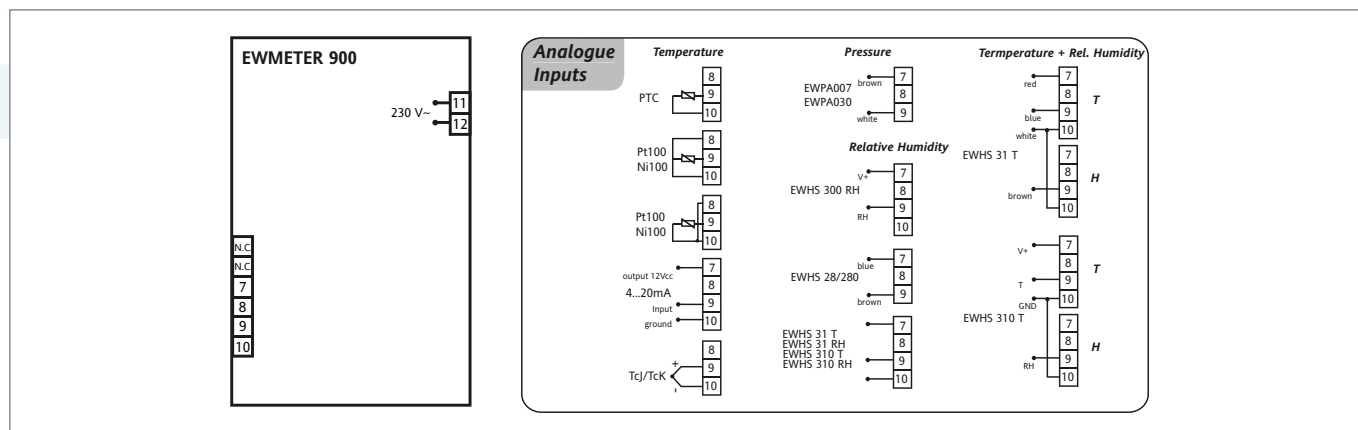 EWMETER 900
230 V~
11
12
N.C.
N.C.
7
8
9
10
Analogue
Inputs
Temperature
PTC
8
9
10
Pt100
Ni100
8
9
10
Pt100
Ni100
8
9
10
output 12Vcc
4...20mA
Input
ground
7
8
9
10
TcJ/TcK
+
-
8
9
10
Pressure
brown
EWPA007
EWPA030
white
7
8
9
Relative Humidity
V+
EWHS 300 RH
RH
7
8
9
10
blue
EWHS 28/280
brown
7
8
9
EWHS 31 T
EWHS 31 RH
EWHS 310 T
EWHS 310 RH
7
8
9
10
Termperature + Rel. Humidity
red
blue
white
7
8
9
10
T
EWHS 31 T
brown
7
8
9
10
H
V+
T
GND
7
8
9
10
T
EWHS 310 T
RH
7
8
9
10
H